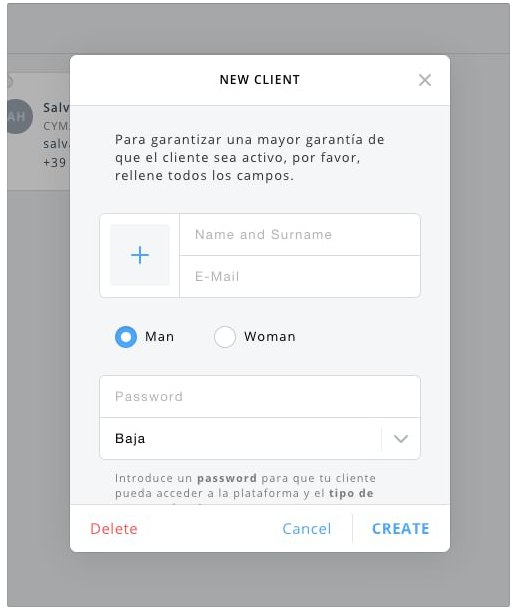 NEW CLIENT
AH
Salv
CYM
salv
+39
Para garantizar una mayor garantía de
que el cliente sea activo, por favor,
rellene todos los campos.
Name and Surname
E-Mail
Man
Woman
Password
Baja
Introduce un password para que tu cliente
pueda acceder a la plataforma y el tipo de
Delete
Cancel
CREATE